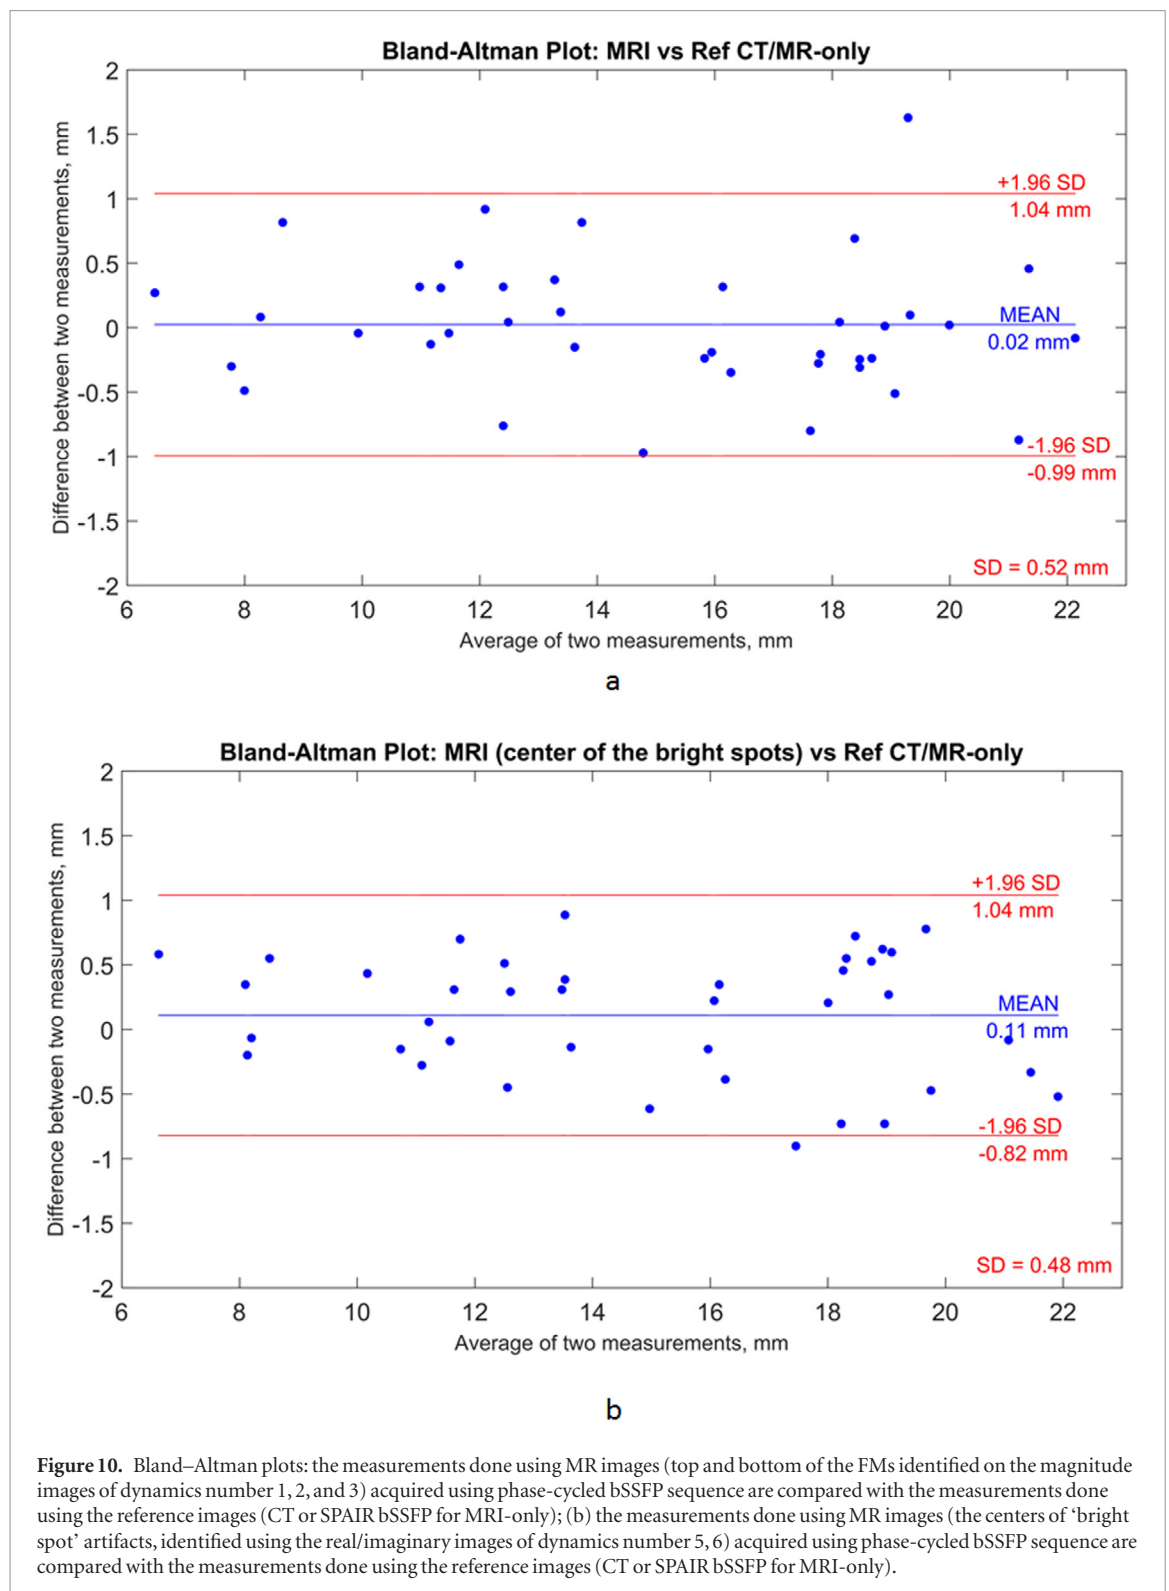 Bland-Altman Plot: MRI vs Ref CT/MR-only
2
1.5
1
0.5
0
-0.5
-1
-1.5
-2
Difference between two measurements, mm
+1.96 SD
1.04 mm
MEAN
0.02 mm
-1.96 SD
-0.99 mm
SD = 0.52 mm
6 8 10 12 14 16 18 20 22
Average of two measurements, mm
a
Bland-Altman Plot: MRI (center of the bright spots) vs Ref CT/MR-only
2
1.5
1
0.5
0
-0.5
-1
-1.5
-2
Difference between two measurements, mm
+1.96 SD
1.04 mm
MEAN
0.11 mm
-1.96 SD
-0.82 mm
SD = 0.48 mm
6 8 10 12 14 16 18 20 22
Average of two measurements, mm
b
Figure 10. Bland–Altman plots: the measurements done using MR images (top and bottom of the FMs identified on the magnitude
images of dynamics number 1, 2, and 3) acquired using phase-cycled bSSFP sequence are compared with the measurements done
using the reference images (CT or SPAIR bSSFP for MRI-only); (b) the measurements done using MR images (the centers of ‘bright
spot’ artifacts, identified using the real/imaginary images of dynamics number 5, 6) acquired using phase-cycled bSSFP sequence are
compared with the measurements done using the reference images (CT or SPAIR bSSFP for MRI-only).